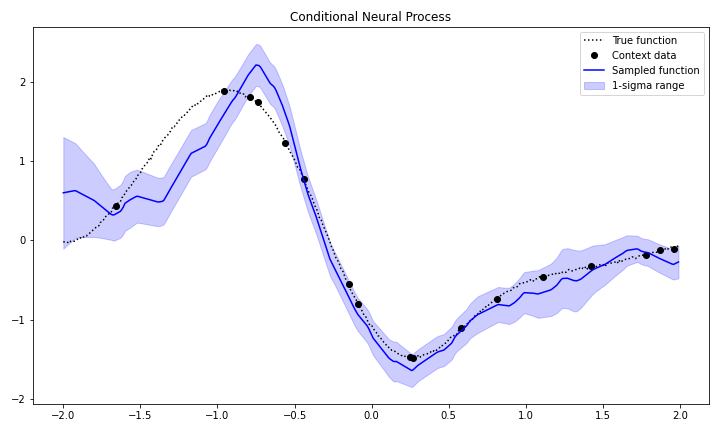 Conditional Neural Process
True function
Context data
Sampled function
1-sigma range
2
1
0
−1
−2
−2.0 −1.5 −1.0 −0.5 0.0 0.5 1.0 1.5 2.0